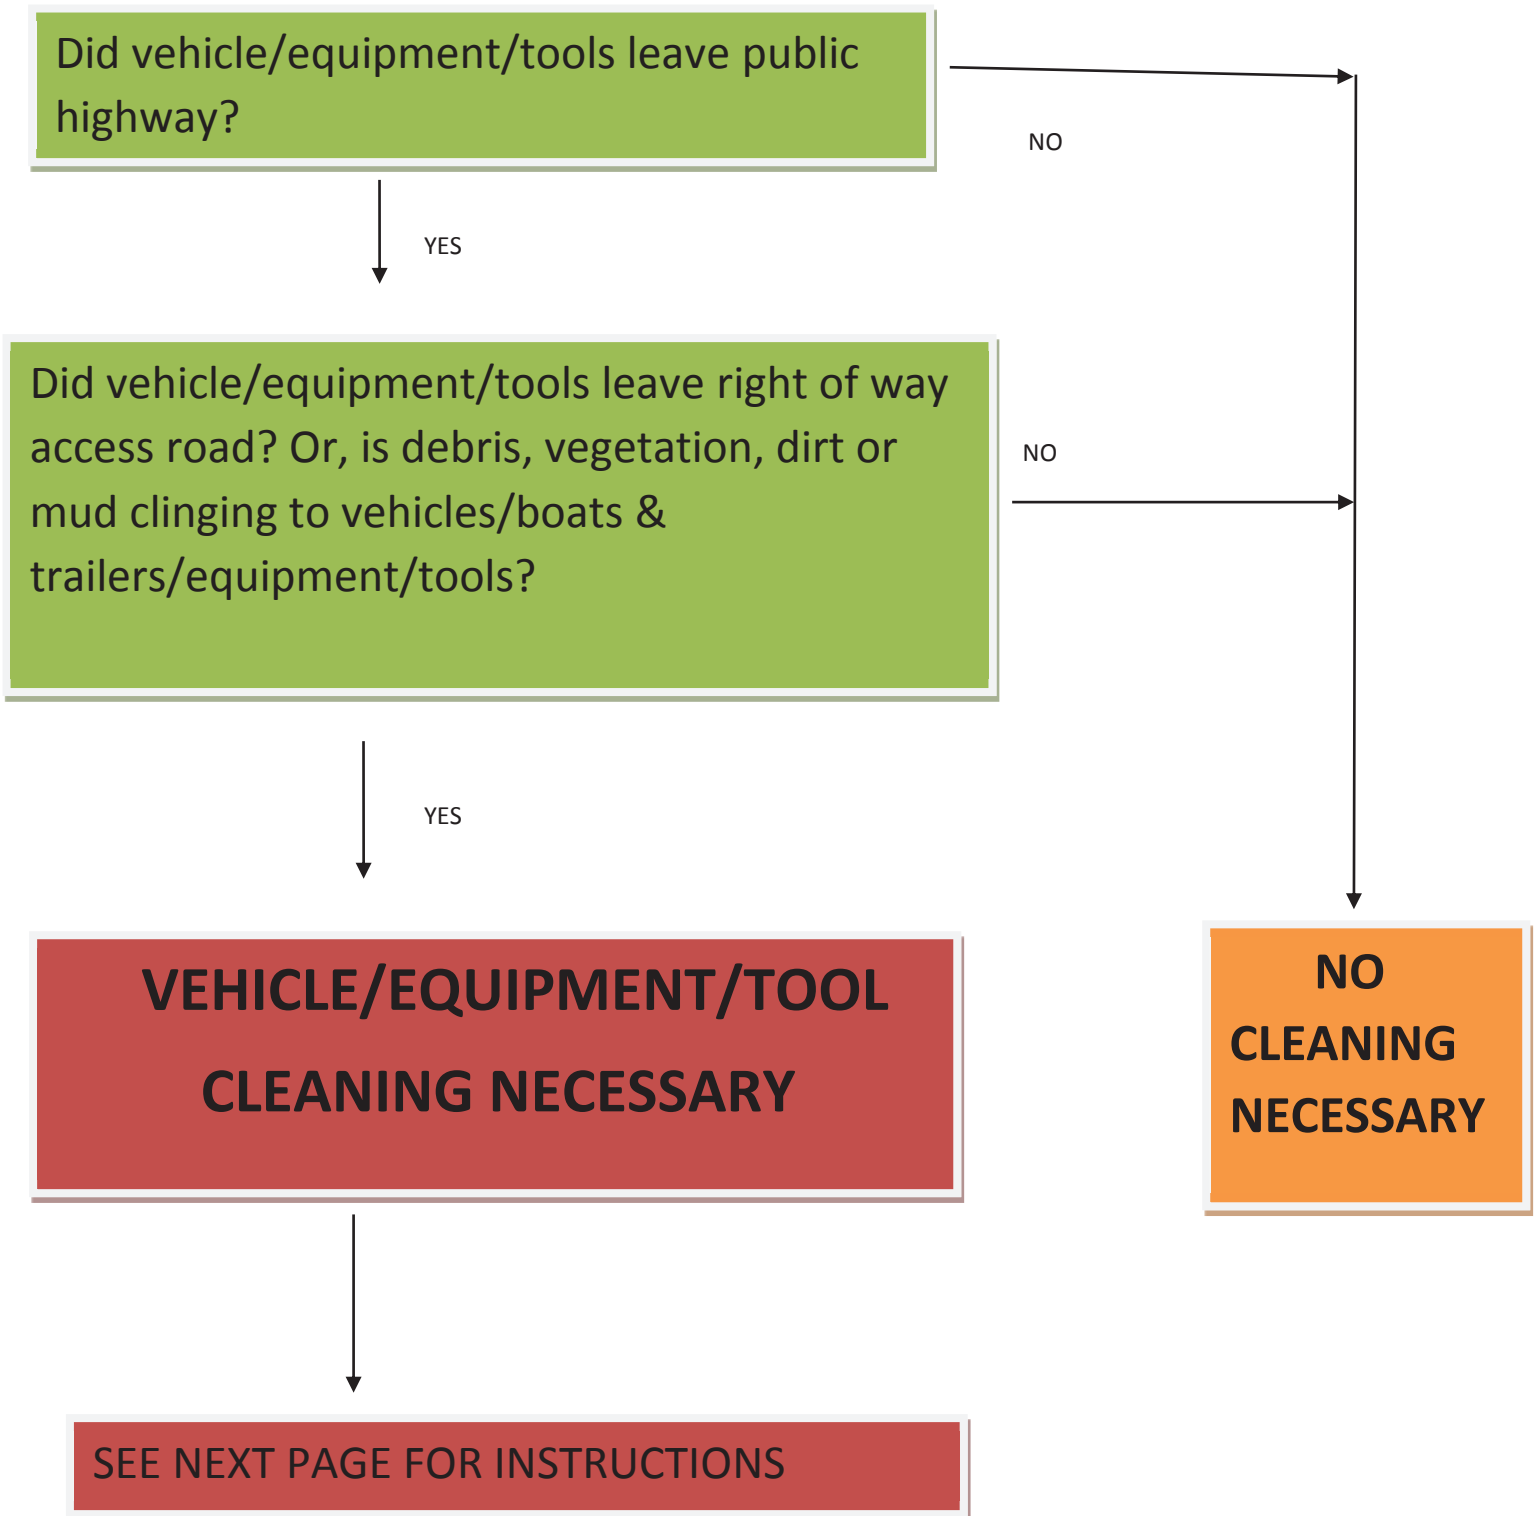 Did vehicle/equipment/tools leave public
highway?
NO
YES
Did vehicle/equipment/tools leave right of way
access road? Or, is debris, vegetation, dirt or
mud clinging to vehicles/boats &
trailers/equipment/tools?
NO
YES
VEHICLE/EQUIPMENT/TOOL
CLEANING NECESSARY
NO
CLEANING
NECESSARY
SEE NEXT PAGE FOR INSTRUCTIONS